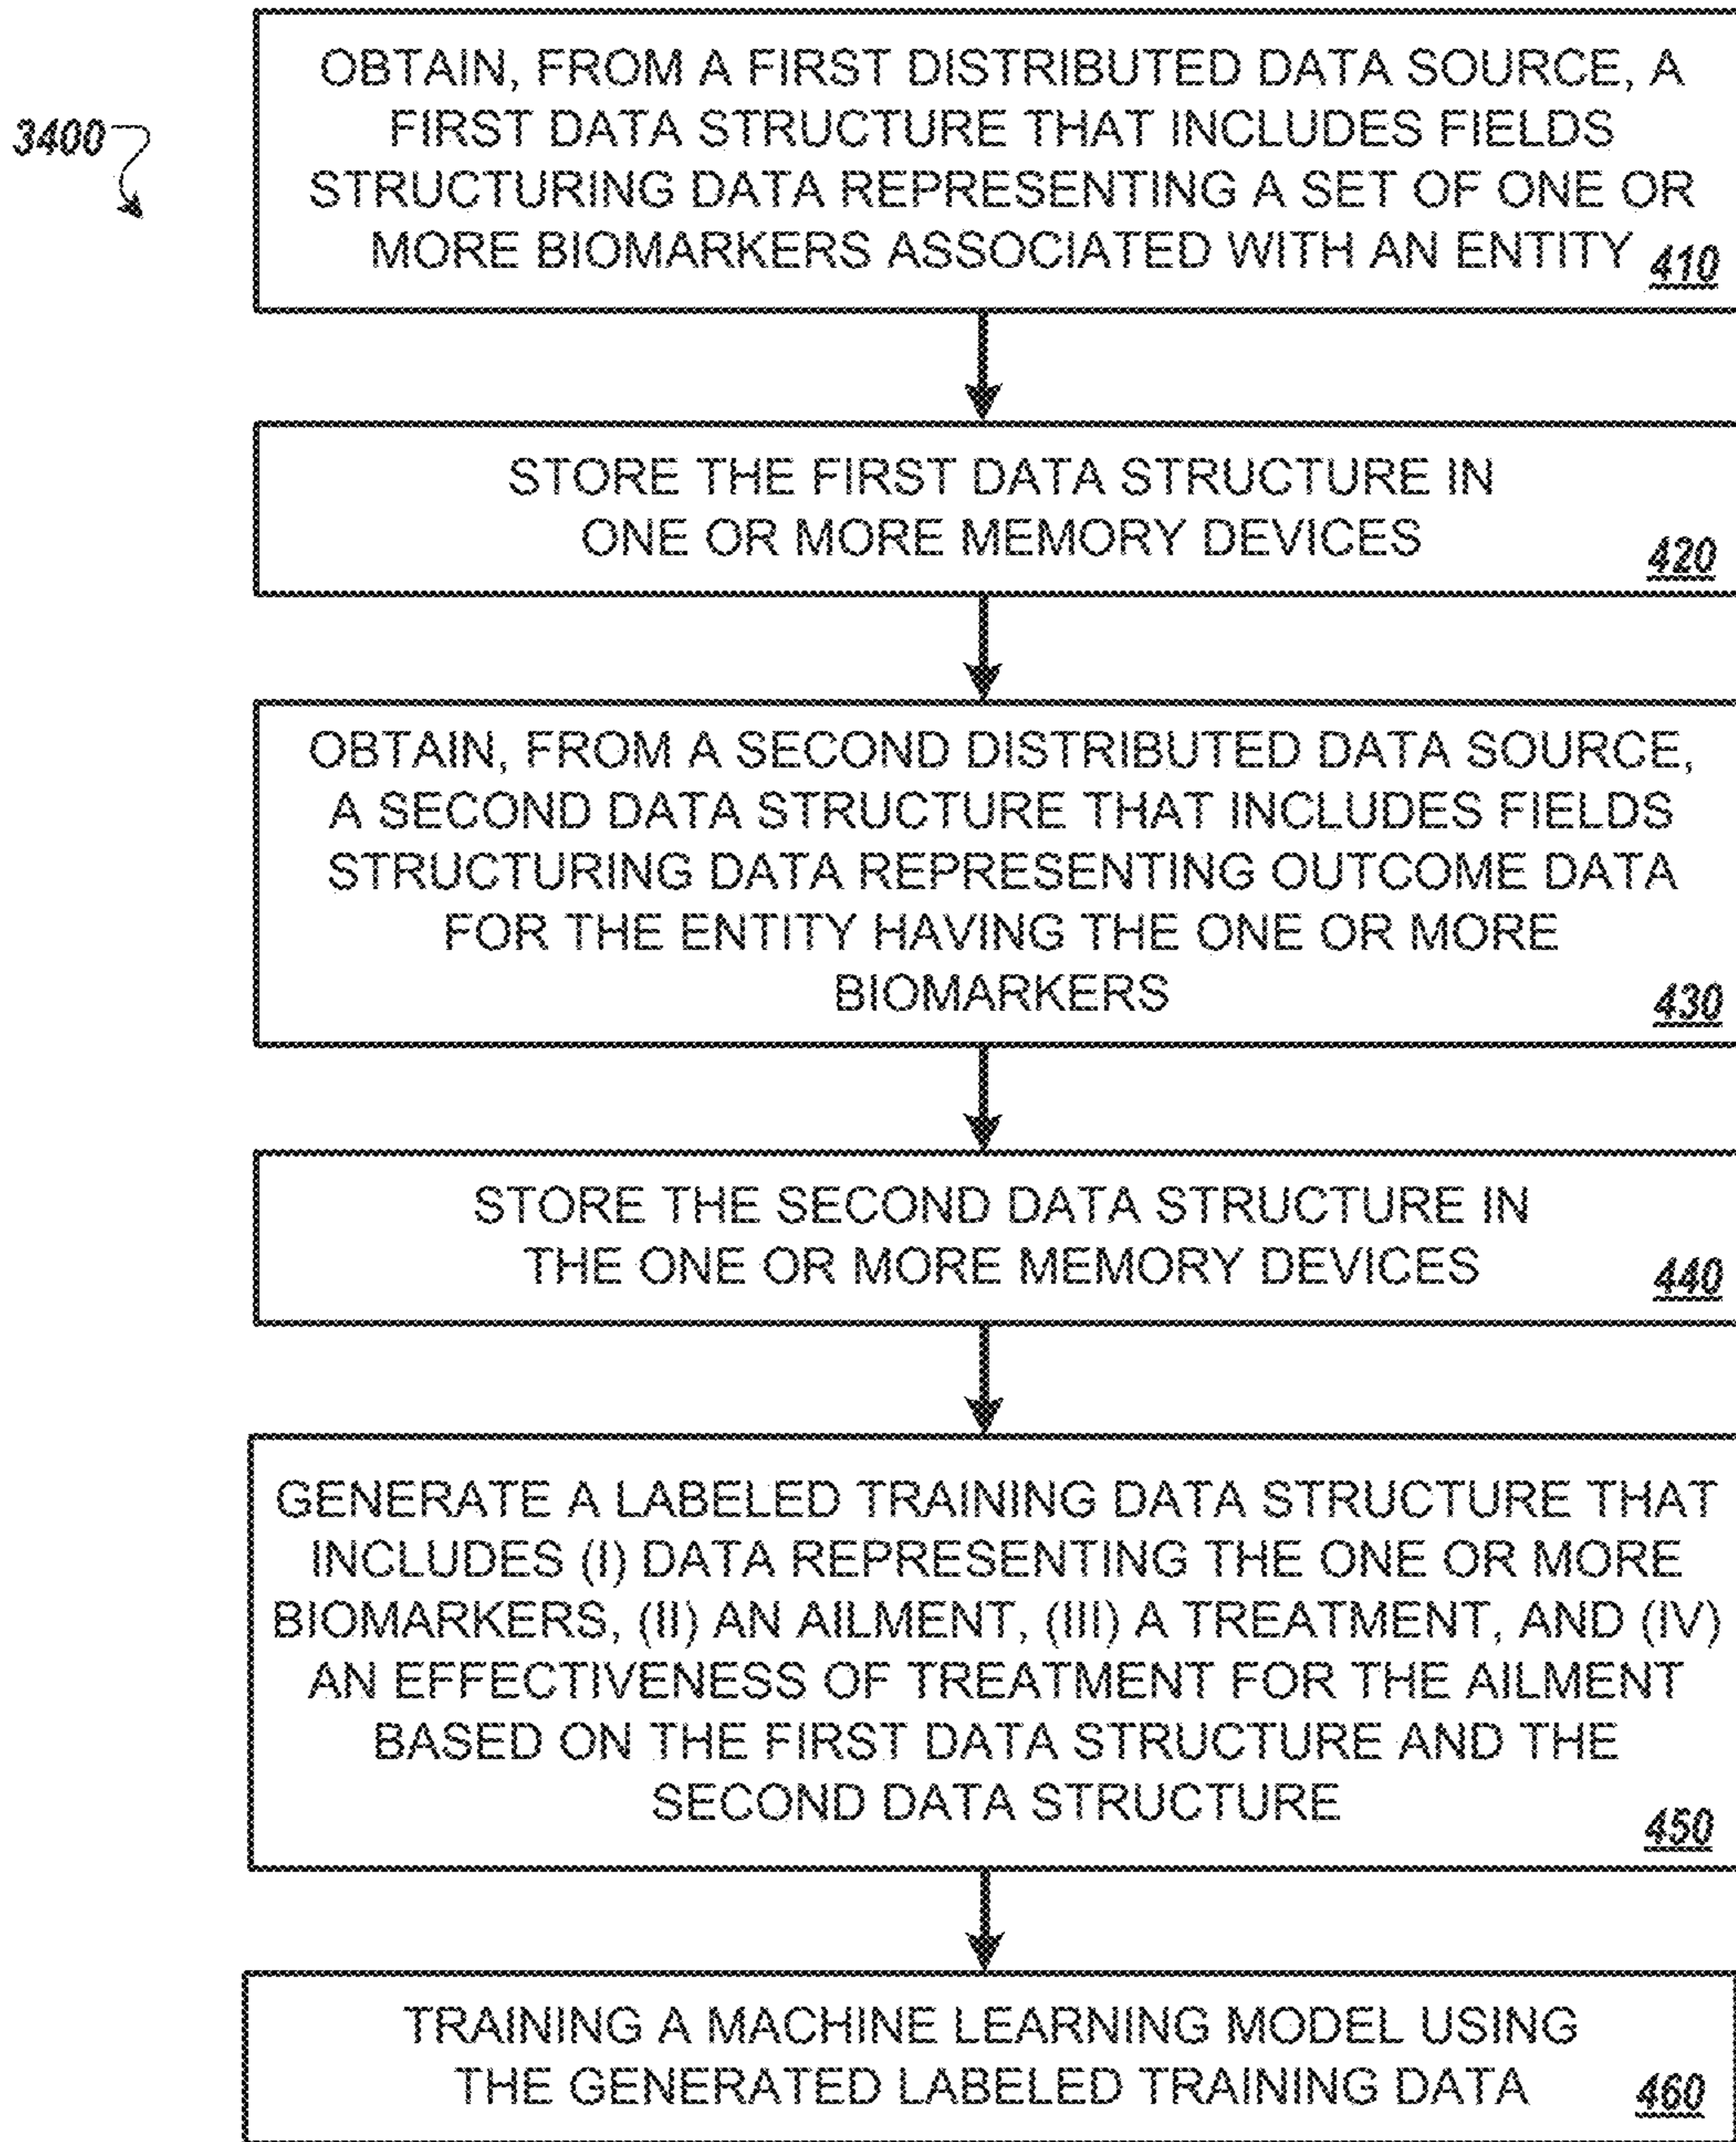 3400
OBTAIN, FROM A FIRST DISTRIBUTED DATA SOURCE, A
FIRST DATA STRUCTURE THAT INCLUDES FIELDS
STRUCTURING DATA REPRESENTING A SET OF ONE OR
MORE BIOMARKERS ASSOCIATED WITH AN ENTITY
410
STORE THE FIRST DATA STRUCTURE IN
ONE OR MORE MEMORY DEVICES
420
OBTAIN, FROM A SECOND DISTRIBUTED DATA SOURCE,
A SECOND DATA STRUCTURE THAT INCLUDES FIELDS
STRUCTURING DATA REPRESENTING OUTCOME DATA
FOR THE ENTITY HAVING THE ONE OR MORE
BIOMARKERS
430
STORE THE SECOND DATA STRUCTURE IN
THE ONE OR MORE MEMORY DEVICES
440
GENERATE A LABELED TRAINING DATA STRUCTURE THAT
INCLUDES (I) DATA REPRESENTING THE ONE OR MORE
BIOMARKERS, (II) AN AILMENT, (III) A TREATMENT, AND (IV)
AN EFFECTIVENESS OF TREATMENT FOR THE AILMENT
BASED ON THE FIRST DATA STRUCTURE AND THE
SECOND DATA STRUCTURE
450
TRAINING A MACHINE LEARNING MODEL USING
THE GENERATED LABELED TRAINING DATA
460